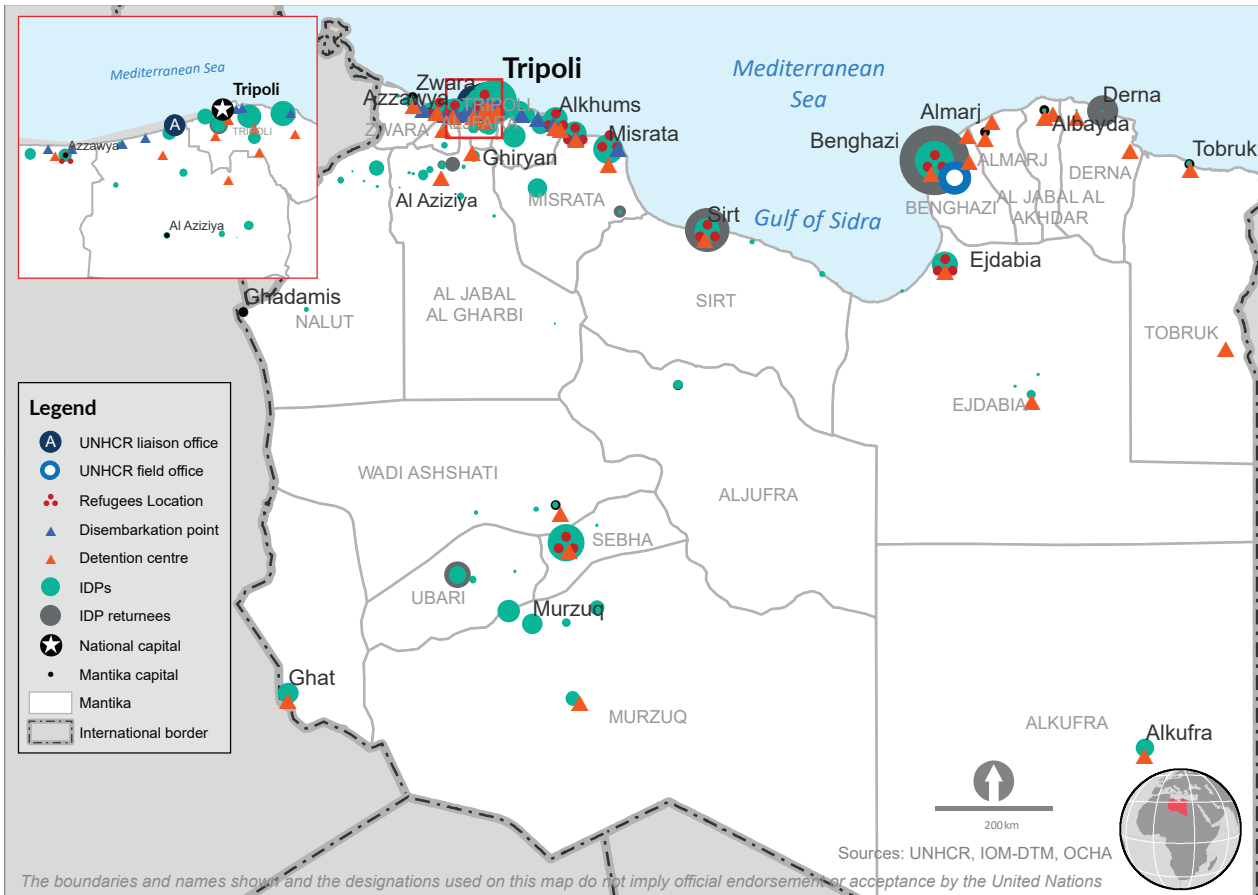 Mediterranean Sea
Tripoli
TRIPOLI
Azzawya
Al Aziziya
A
Mediterranean
Sea
Gulf of Sidra
Tripoli
Zwara
Azzawya
TRIPOLI
ZWARA
Alkhums
Misrata
Ghiryan
Al Aziziya
MISRATA
Sirt
Almarj
Benghazi
Derna
Albayda
Tobruk
ALMARJ
DERNA
BENGHAZI
AL JABAL AL
AKHDAR
Ejdabia
Ghadamis
NALUT
AL JABAL
AL GHARBI
SIRT
TOBRUK
EJDABIA
WADI ASHSHATI
ALJUFRA
SEBHA
UBARI
Murzuq
Ghat
MURZUQ
ALKUFRA
Alkufra
Legend
A
UNHCR liaison office
UNHCR field office
Refugees Location
Disembarkation point
Detention centre
IDPs
IDP returnees
National capital
Mantika capital
Mantika
International border
200km
Sources: UNHCR, IOM-DTM, OCHA
The boundaries and names shown and the designations used on this map do not imply official endorsement or acceptance by the United Nations